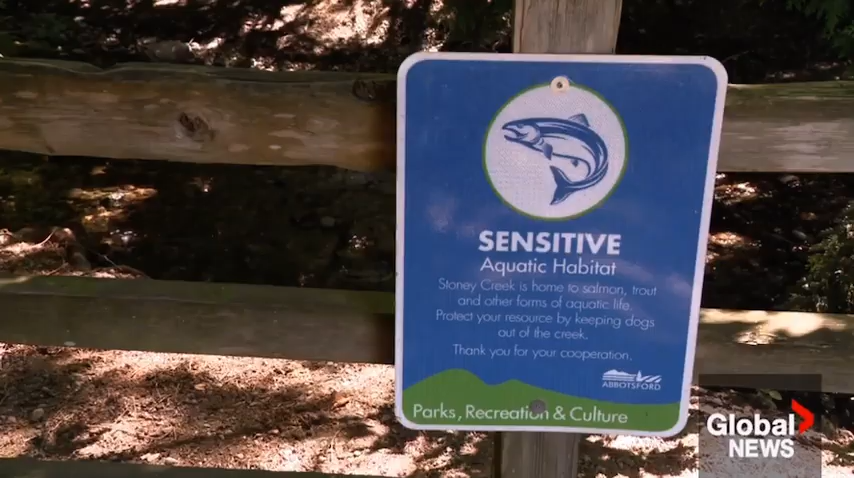 SENSITIVE
Aquatic Habitat
Stoney Creek is home to salmon, trout
and other forms of aquatic life.
Protect your resource by keeping dogs
out of the creek.
Thank you for your cooperation.
ABBOTSFORD
Parks, Recreation & Culture
Global
NEWS